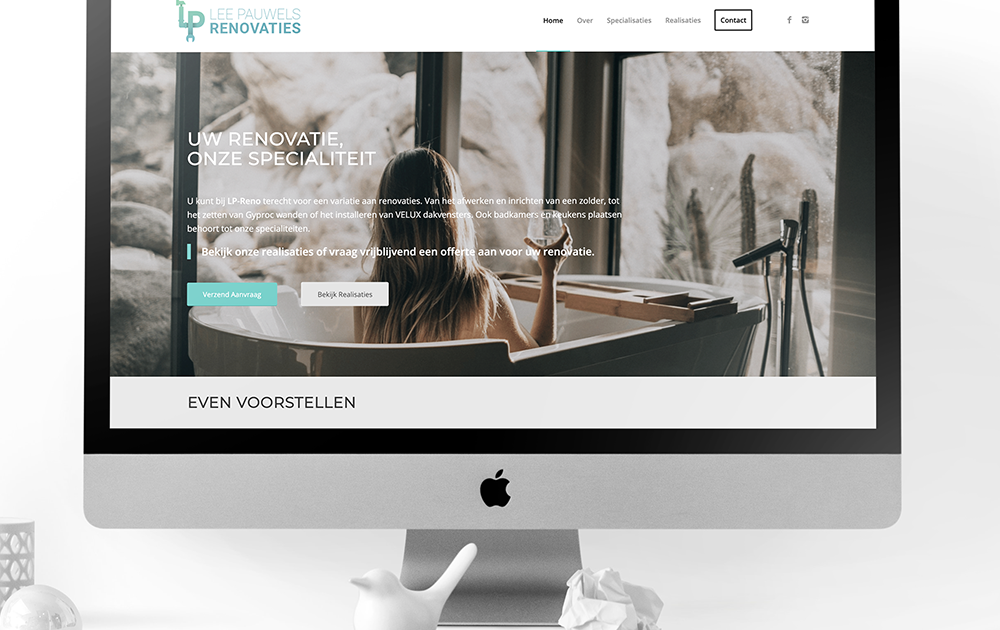 LP
LEE PAUWELS
RENOVATIES
Home Over Specialisaties Realisaties Contact
UW RENOVATIE,
ONZE SPECIALITEIT
U kunt bij LP-Reno terecht voor een variatie aan renovaties. Van het afwerken en inrichten van een zolder, tot
het zetten van Gyproc wanden of het installeren van VELUX dakvensters. Ook badkamers en keukens plaatsen
behoort tot onze specialiteiten.
Bekijk onze realisaties of vraag vrijblijvend een offerte aan voor uw renovatie.
Verzend Aanvraag Bekijk Realisaties
EVEN VOORSTELLEN